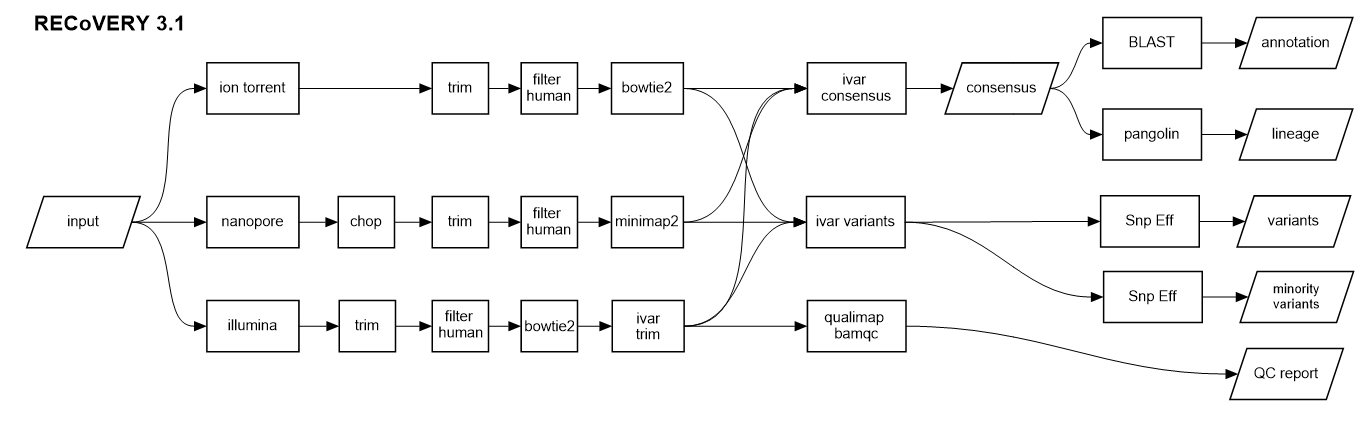 RECoVERY 3.1
BLAST
annotation
ion torrent
trim
filter
human
bowtie2
ivar
consensus
consensus
pangolin
lineage
input
nanopore
chop
trim
filter
human
minimap2
ivar variants
Snp Eff
variants
Snp Eff
minority
variants
illumina
trim
filter
human
bowtie2
ivar
trim
qualimap
bamqc
QC report